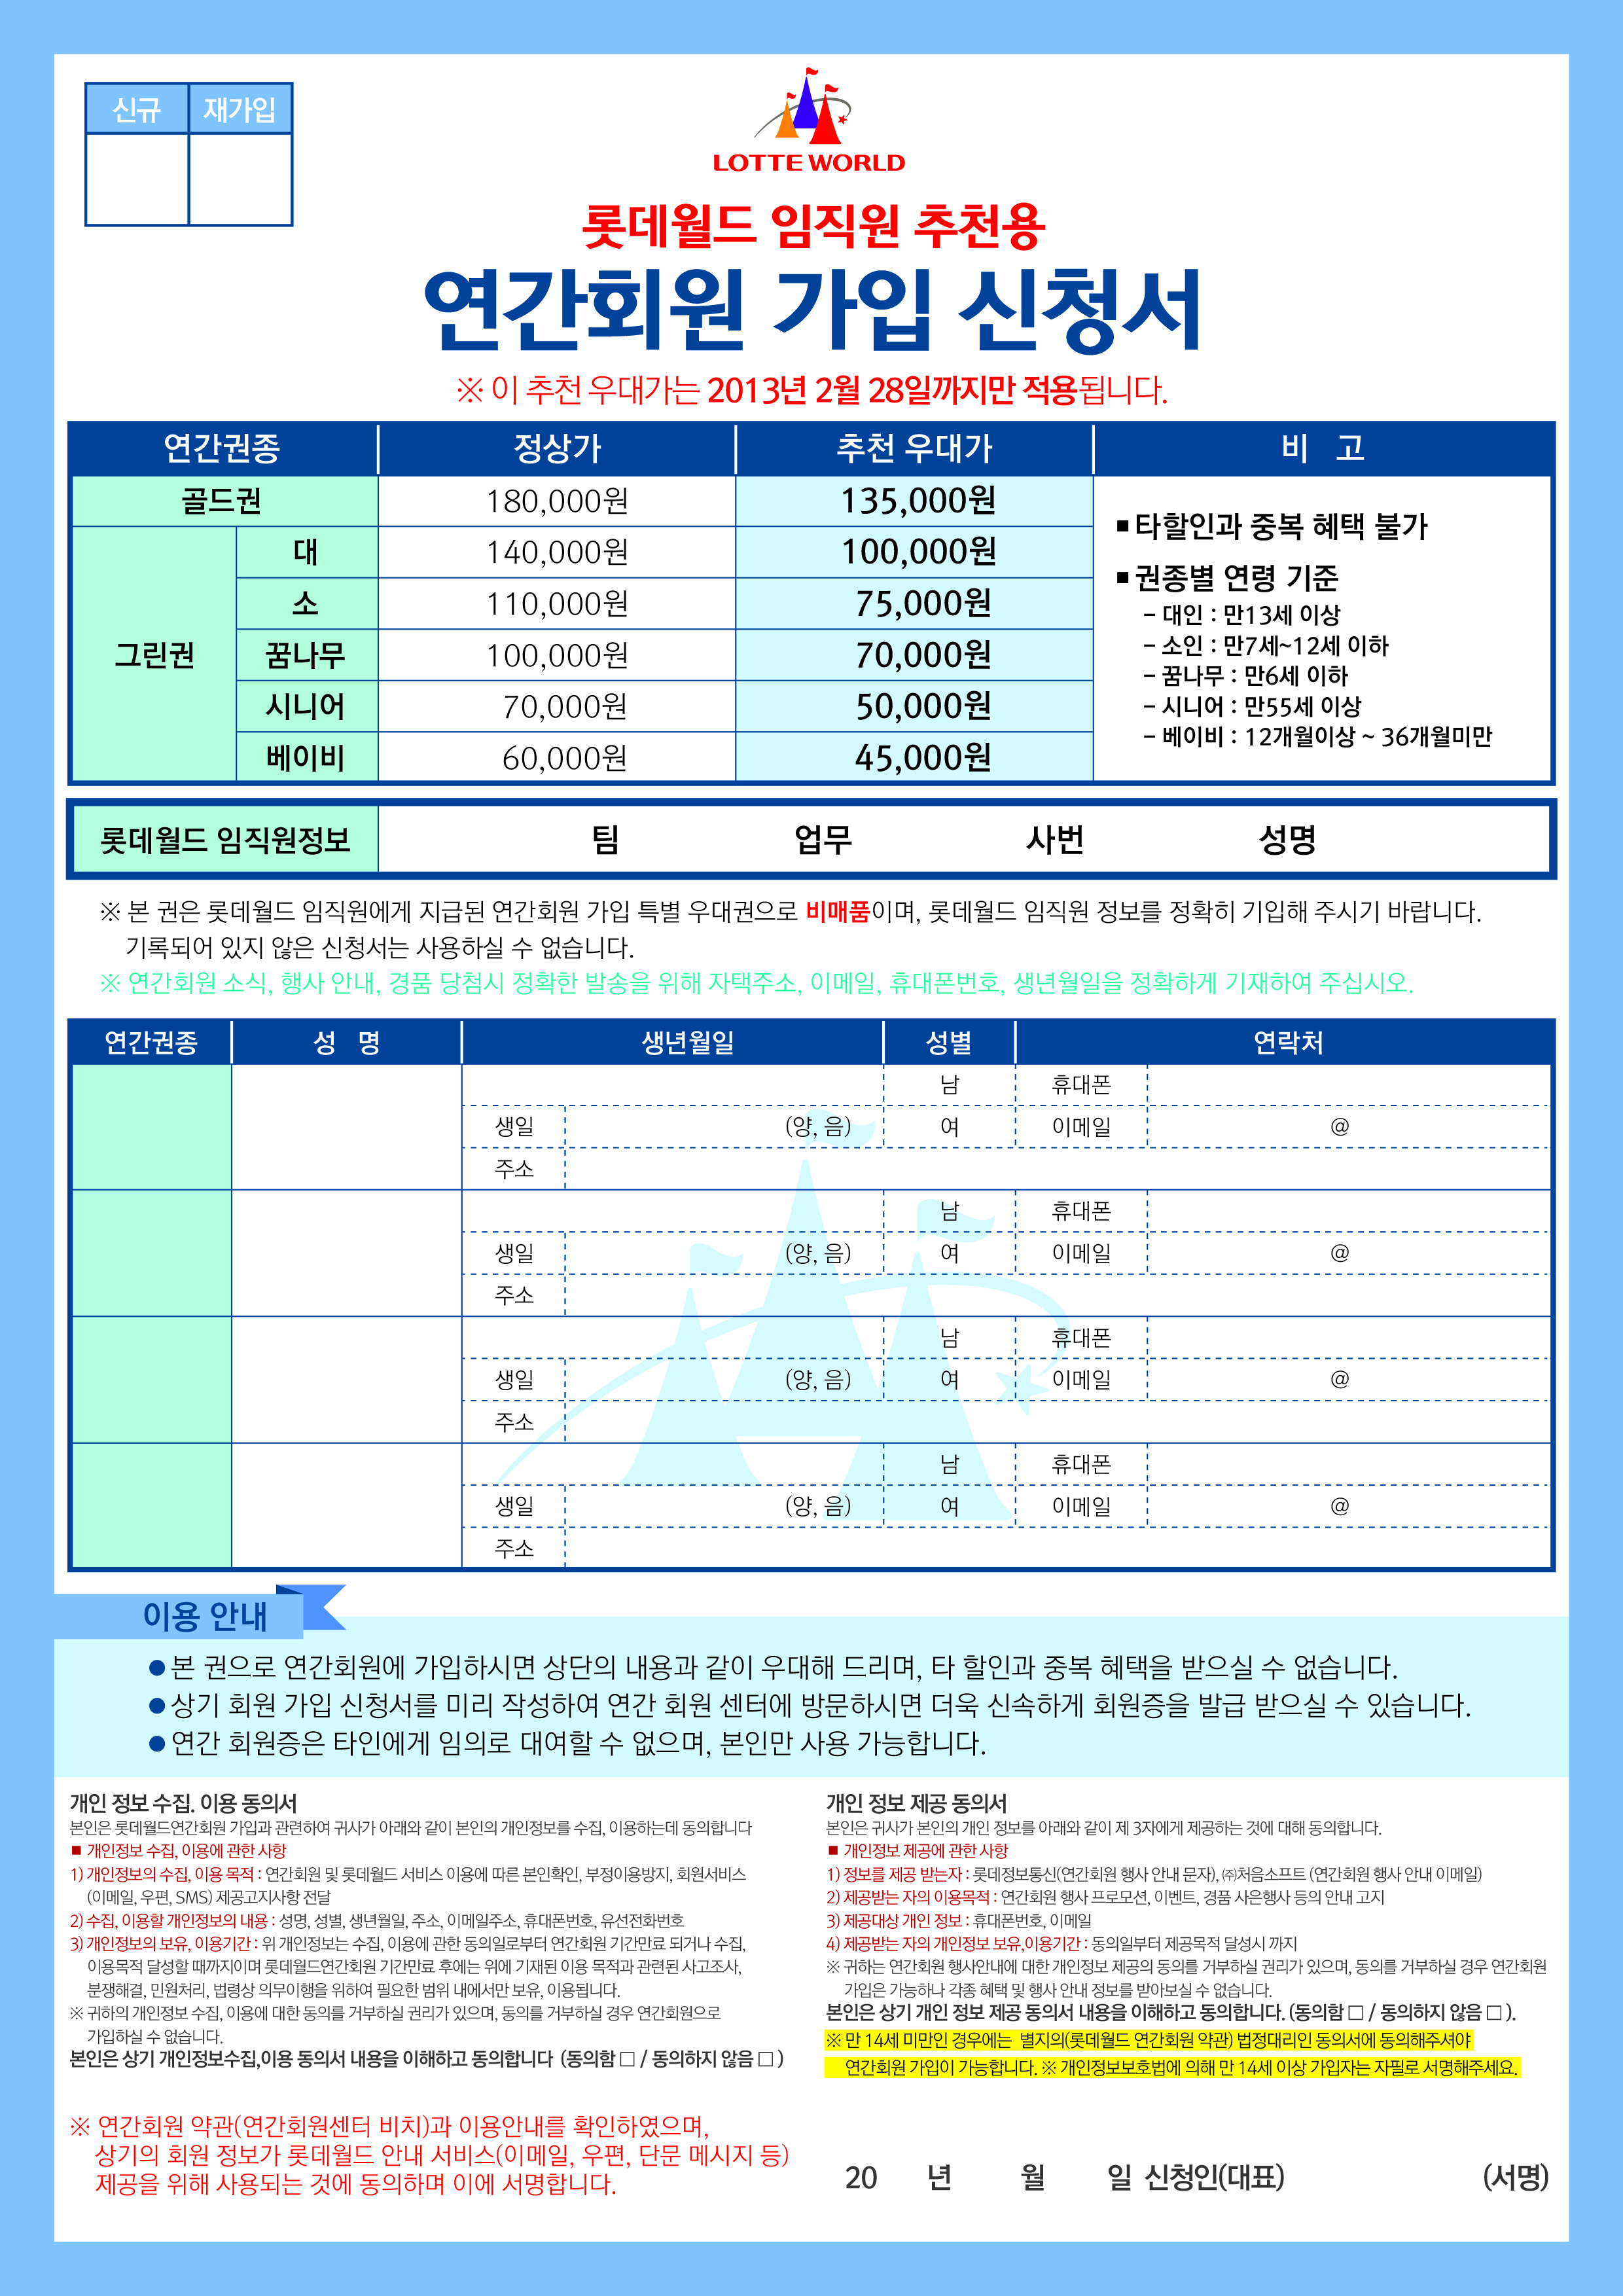 신규 재가입
LOTTE WORLD
롯데월드 임직원 추천용
연간회원 가입 신청서
※ 이 추천 우대가는 2013년 2월 28일까지만 적용됩니다.
연간권종 정상가 추천 우대가 비 고
골드권 180,000원 135,000원
그린권
대 140,000원 100,000원
소 110,000원 75,000원
꿈나무 100,000원 70,000원
시니어 70,000원 50,000원
베이비 60,000원 45,000원
■ 타할인과 중복 혜택 불가
■ 권종별 연령 기준
– 대인 : 만13세 이상
– 소인 : 만7세~12세 이하
– 꿈나무 : 만6세 이하
– 시니어 : 만55세 이상
– 베이비 : 12개월이상 ~ 36개월미만
롯데월드 임직원정보 팀 업무 사번 성명
※ 본 권은 롯데월드 임직원에게 지급된 연간회원 가입 특별 우대권으로 비매품이며, 롯데월드 임직원 정보를 정확히 기입해 주시기 바랍니다.
기록되어 있지 않은 신청서는 사용하실 수 없습니다.
※ 연간회원 소식, 행사 안내, 경품 당첨시 정확한 발송을 위해 자택주소, 이메일, 휴대폰번호, 생년월일을 정확하게 기재하여 주십시오.
연간권종 성 명 생년월일 성별 연락처
남 휴대폰
생일 (양, 음) 여 이메일 @
주소
남 휴대폰
생일 (양, 음) 여 이메일 @
주소
남 휴대폰
생일 (양, 음) 여 이메일 @
주소
남 휴대폰
생일 (양, 음) 여 이메일 @
주소
이용 안내
● 본 권으로 연간회원에 가입하시면 상단의 내용과 같이 우대해 드리며, 타 할인과 중복 혜택을 받으실 수 없습니다.
● 상기 회원 가입 신청서를 미리 작성하여 연간 회원 센터에 방문하시면 더욱 신속하게 회원증을 발급 받으실 수 있습니다.
● 연간 회원증은 타인에게 임의로 대여할 수 없으며, 본인만 사용 가능합니다.
개인 정보 수집. 이용 동의서
본인은 롯데월드연간회원 가입과 관련하여 귀사가 아래와 같이 본인의 개인정보를 수집, 이용하는데 동의합니다
■ 개인정보 수집, 이용에 관한 사항
1) 개인정보의 수집, 이용 목적 : 연간회원 및 롯데월드 서비스 이용에 따른 본인확인, 부정이용방지, 회원서비스
(이메일, 우편, SMS) 제공고지사항 전달
2) 수집, 이용할 개인정보의 내용 : 성명, 성별, 생년월일, 주소, 이메일주소, 휴대폰번호, 유선전화번호
3) 개인정보의 보유, 이용기간 : 위 개인정보는 수집, 이용에 관한 동의일로부터 연간회원 기간만료 되거나 수집,
이용목적 달성할 때까지이며 롯데월드연간회원 기간만료 후에는 위에 기재된 이용 목적과 관련된 사고조사,
분쟁해결, 민원처리, 법령상 의무이행을 위하여 필요한 범위 내에서만 보유, 이용됩니다.
※ 귀하의 개인정보 수집, 이용에 대한 동의를 거부하실 권리가 있으며, 동의를 거부하실 경우 연간회원으로
가입하실 수 없습니다.
본인은 상기 개인정보수집,이용 동의서 내용을 이해하고 동의합니다 (동의함 □ / 동의하지 않음 □ )
개인 정보 제공 동의서
본인은 귀사가 본인의 개인 정보를 아래와 같이 제 3자에게 제공하는 것에 대해 동의합니다.
■ 개인정보 제공에 관한 사항
1) 정보를 제공 받는자 : 롯데정보통신(연간회원 행사 안내 문자), ㈜처음소프트 (연간회원 행사 안내 이메일)
2) 제공받는 자의 이용목적 : 연간회원 행사 프로모션, 이벤트, 경품 사은행사 등의 안내 고지
3) 제공대상 개인 정보 : 휴대폰번호, 이메일
4) 제공받는 자의 개인정보 보유,이용기간 : 동의일부터 제공목적 달성시 까지
※ 귀하는 연간회원 행사안내에 대한 개인정보 제공의 동의를 거부하실 권리가 있으며, 동의를 거부하실 경우 연간회원
가입은 가능하나 각종 혜택 및 행사 안내 정보를 받아보실 수 없습니다.
본인은 상기 개인 정보 제공 동의서 내용을 이해하고 동의합니다. (동의함 □ / 동의하지 않음 □ ).
※ 만 14세 미만인 경우에는 별지의(롯데월드 연간회원 약관) 법정대리인 동의서에 동의해주셔야
연간회원 가입이 가능합니다. ※ 개인정보보호법에 의해 만 14세 이상 가입자는 자필로 서명해주세요.
※ 연간회원 약관(연간회원센터 비치)과 이용안내를 확인하였으며,
상기의 회원 정보가 롯데월드 안내 서비스(이메일, 우편, 단문 메시지 등)
제공을 위해 사용되는 것에 동의하며 이에 서명합니다.
20 년 월 일 신청인(대표) (서명)